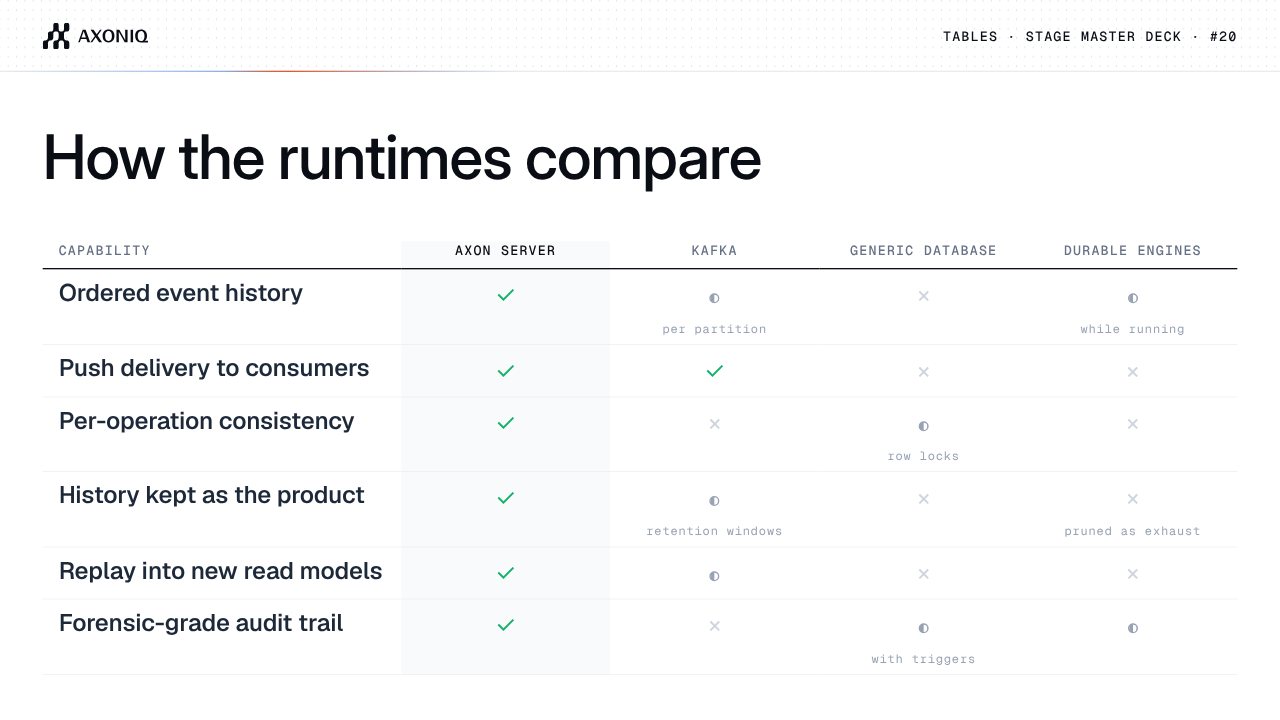 AXONIQ
TABLES · STAGE MASTER DECK · #20
How the runtimes compare
CAPABILITY AXON SERVER KAFKA GENERIC DATABASE DURABLE ENGINES
Ordered event history ✓ ◐ × ◐
per partition while running
Push delivery to consumers ✓ ✓ × ×
Per-operation consistency ✓ × ◐ ×
row locks
History kept as the product ✓ ◐ × ×
retention windows pruned as exhaust
Replay into new read models ✓ ◐ × ×
Forensic-grade audit trail ✓ × ◐ ◐
with triggers